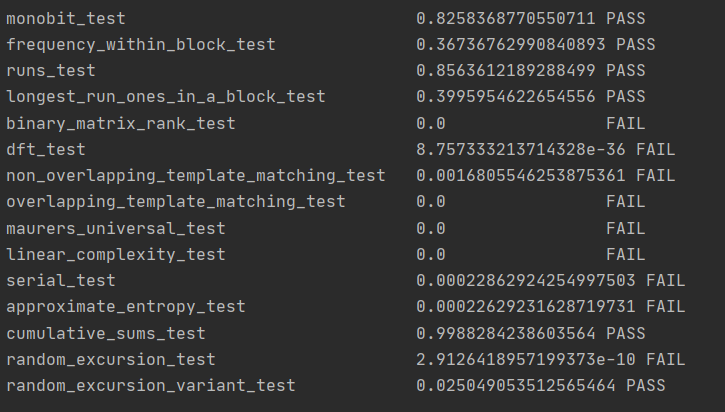 monobit_test 0.8258368770550711 PASS
frequency_within_block_test 0.36736762990840893 PASS
runs_test 0.8563612189288499 PASS
longest_run_ones_in_a_block_test 0.3995954622654556 PASS
binary_matrix_rank_test 0.0 FAIL
dft_test 8.757333213714328e-36 FAIL
non_overlapping_template_matching_test 0.0016805546253875361 FAIL
overlapping_template_matching_test 0.0 FAIL
maurers_universal_test 0.0 FAIL
linear_complexity_test 0.0 FAIL
serial_test 0.00022862924254997503 FAIL
approximate_entropy_test 0.00022629231628719731 FAIL
cumulative_sums_test 0.9988284238603564 PASS
random_excursion_test 2.9126418957199373e-10 FAIL
random_excursion_variant_test 0.025049053512565464 PASS